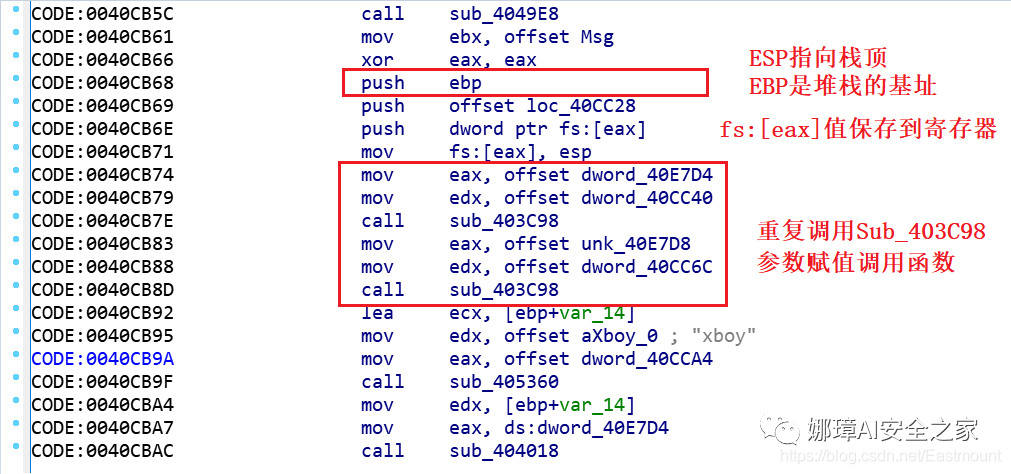 CODE:0040CB5C call sub_4049E8
CODE:0040CB61 mov ebx, offset Msg
CODE:0040CB66 xor eax, eax
ESP指向栈顶
CODE:0040CB68 push ebp
EBP是堆栈的基址
CODE:0040CB69 push offset loc_40CC28
CODE:0040CB6E push dword ptr fs:[eax]
fs:[eax]值保存到寄存器
CODE:0040CB71 mov fs:[eax], esp
CODE:0040CB74 mov eax, offset dword_40E7D4
CODE:0040CB79 mov edx, offset dword_40CC40
CODE:0040CB7E call sub_403C98
重复调用Sub_403C98
CODE:0040CB83 mov eax, offset unk_40E7D8
CODE:0040CB88 mov edx, offset dword_40CC6C
参数赋值调用函数
CODE:0040CB8D call sub_403C98
CODE:0040CB92 lea ecx, [ebp+var_14]
CODE:0040CB95 mov edx, offset aXboy_0 ; "xboy"
CODE:0040CB9A mov eax, offset dword_40CCA4
CODE:0040CB9F call sub_405360
CODE:0040CBA4 mov edx, [ebp+var_14]
CODE:0040CBA7 mov eax, ds:dword_40E7D4
娜璋AI安全之家
CODE:0040CBAC call sub_404018
https://blog.csdn.net/Eastmount